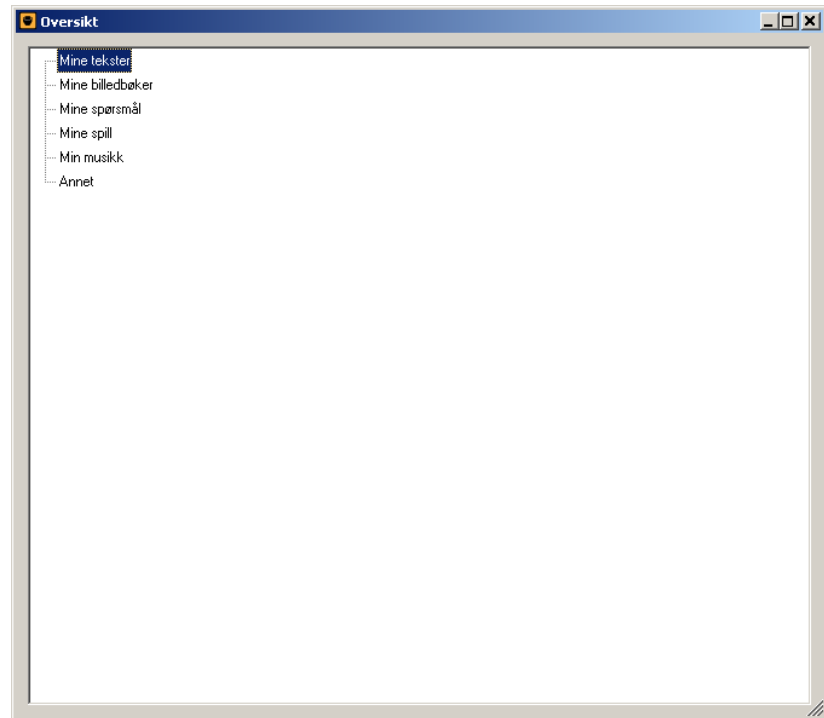 Oversikt
Mine tekster
Mine billedbøker
Mine spørsmål
Mine spill
Min musikk
Annet